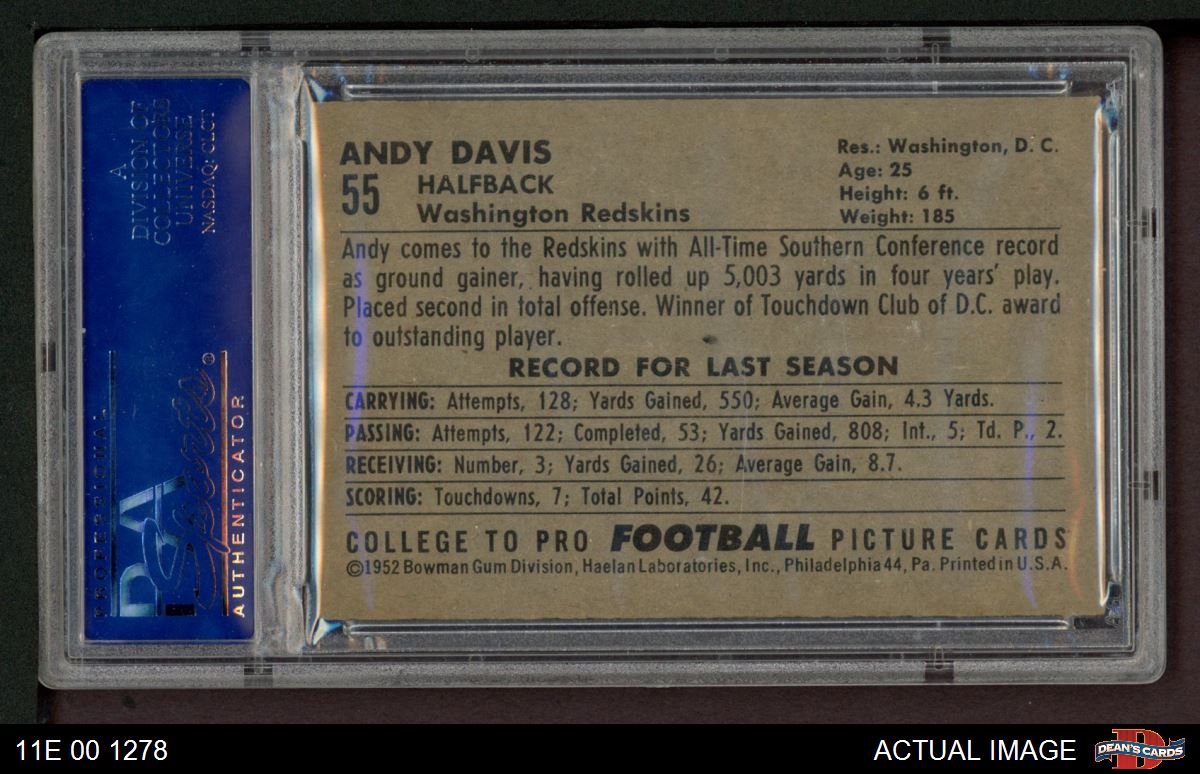 A
DIVISION OF
COLLECTORS
UNIVERSE
NASDAQ: CLCT
PROFESSIONAL
PSA
Sports®
AUTHENTICATOR
ANDY DAVIS
55 HALFBACK
Washington Redskins
Res.: Washington, D. C.
Age: 25
Height: 6 ft.
Weight: 185
Andy comes to the Redskins with All-Time Southern Conference record
as ground gainer, having rolled up 5,003 yards in four years' play.
Placed second in total offense. Winner of Touchdown Club of D.C. award
to outstanding player.
RECORD FOR LAST SEASON
CARRYING: Attempts, 128; Yards Gained, 550; Average Gain, 4.3 Yards.
PASSING: Attempts, 122; Completed, 53; Yards Gained, 808; Int., 5; Td. P., 2.
RECEIVING: Number, 3; Yards Gained, 26; Average Gain, 8.7.
SCORING: Touchdowns, 7; Total Points, 42.
COLLEGE TO PRO FOOTBALL PICTURE CARDS
©1952 Bowman Gum Division, Haelan Laboratories, Inc., Philadelphia 44, Pa. Printed in U.S.A.
11E 00 1278
ACTUAL IMAGE
D
DEAN'S CARDS